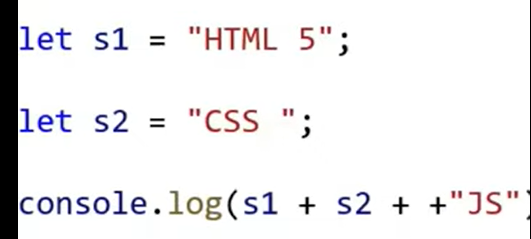 let s1 = "HTML 5";
let s2 = "CSS ";
console.log(s1 + s2 + +"JS")